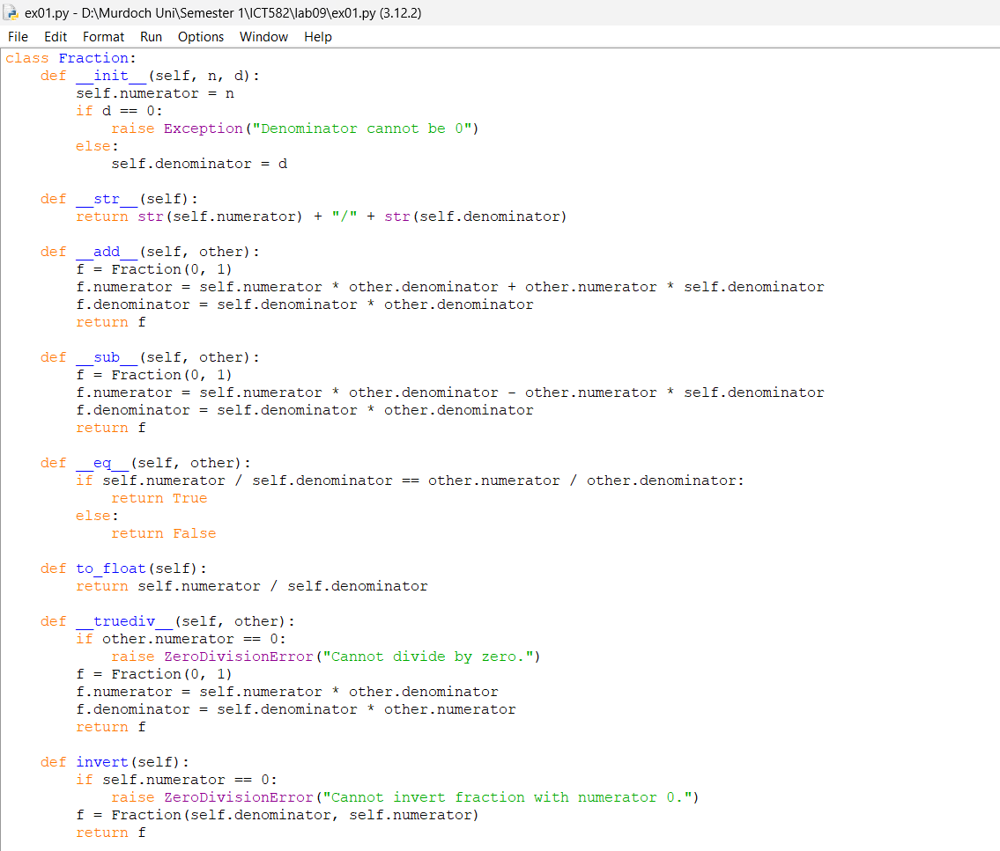 ex01.py - D:\Murdoch Uni\Semester 1\ICT582\lab09\ex01.py (3.12.2)
File Edit Format Run Options Window Help
class Fraction:
    def __init__(self, n, d):
        self.numerator = n
        if d == 0:
            raise Exception("Denominator cannot be 0")
        else:
            self.denominator = d

    def __str__(self):
        return str(self.numerator) + "/" + str(self.denominator)

    def __add__(self, other):
        f = Fraction(0, 1)
        f.numerator = self.numerator * other.denominator + other.numerator * self.denominator
        f.denominator = self.denominator * other.denominator
        return f

    def __sub__(self, other):
        f = Fraction(0, 1)
        f.numerator = self.numerator * other.denominator - other.numerator * self.denominator
        f.denominator = self.denominator * other.denominator
        return f

    def __eq__(self, other):
        if self.numerator / self.denominator == other.numerator / other.denominator:
            return True
        else:
            return False

    def to_float(self):
        return self.numerator / self.denominator

    def __truediv__(self, other):
        if other.numerator == 0:
            raise ZeroDivisionError("Cannot divide by zero.")
        f = Fraction(0, 1)
        f.numerator = self.numerator * other.denominator
        f.denominator = self.denominator * other.numerator
        return f

    def invert(self):
        if self.numerator == 0:
            raise ZeroDivisionError("Cannot invert fraction with numerator 0.")
        f = Fraction(self.denominator, self.numerator)
        return f